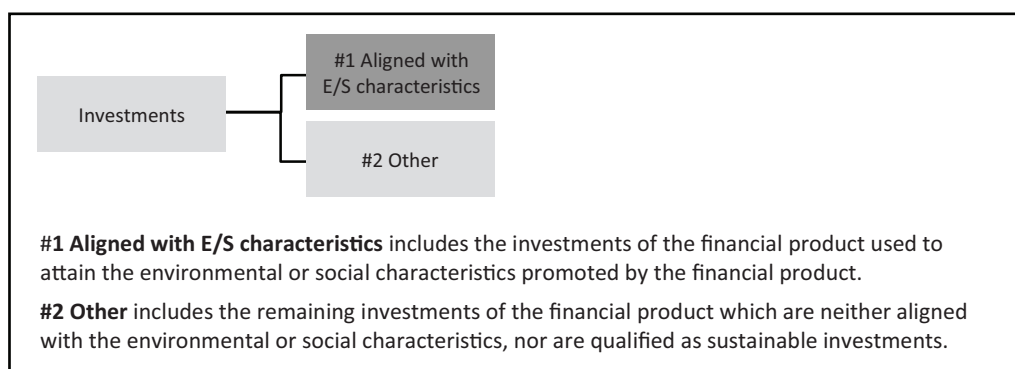 #1 Aligned with
E/S characteristics
Investments
#2 Other
#1 Aligned with E/S characteristics includes the investments of the financial product used to
attain the environmental or social characteristics promoted by the financial product.
#2 Other includes the remaining investments of the financial product which are neither aligned
with the environmental or social characteristics, nor are qualified as sustainable investments.